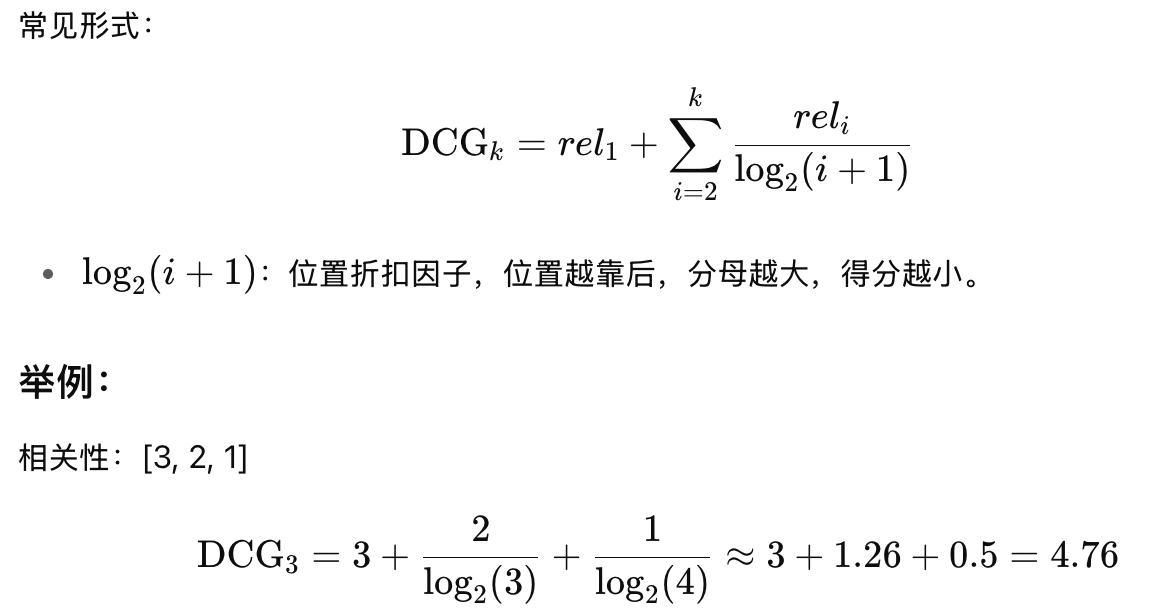 常见形式：
$$\mathrm{DCG}_k = rel_1 + \sum_{i=2}^{k} \frac{rel_i}{\log_2(i+1)}$$
• $\log_2(i+1)$：位置折扣因子，位置越靠后，分母越大，得分越小。
举例：
相关性：[3, 2, 1]
$$\mathrm{DCG}_3 = 3 + \frac{2}{\log_2(3)} + \frac{1}{\log_2(4)} \approx 3 + 1.26 + 0.5 = 4.76$$